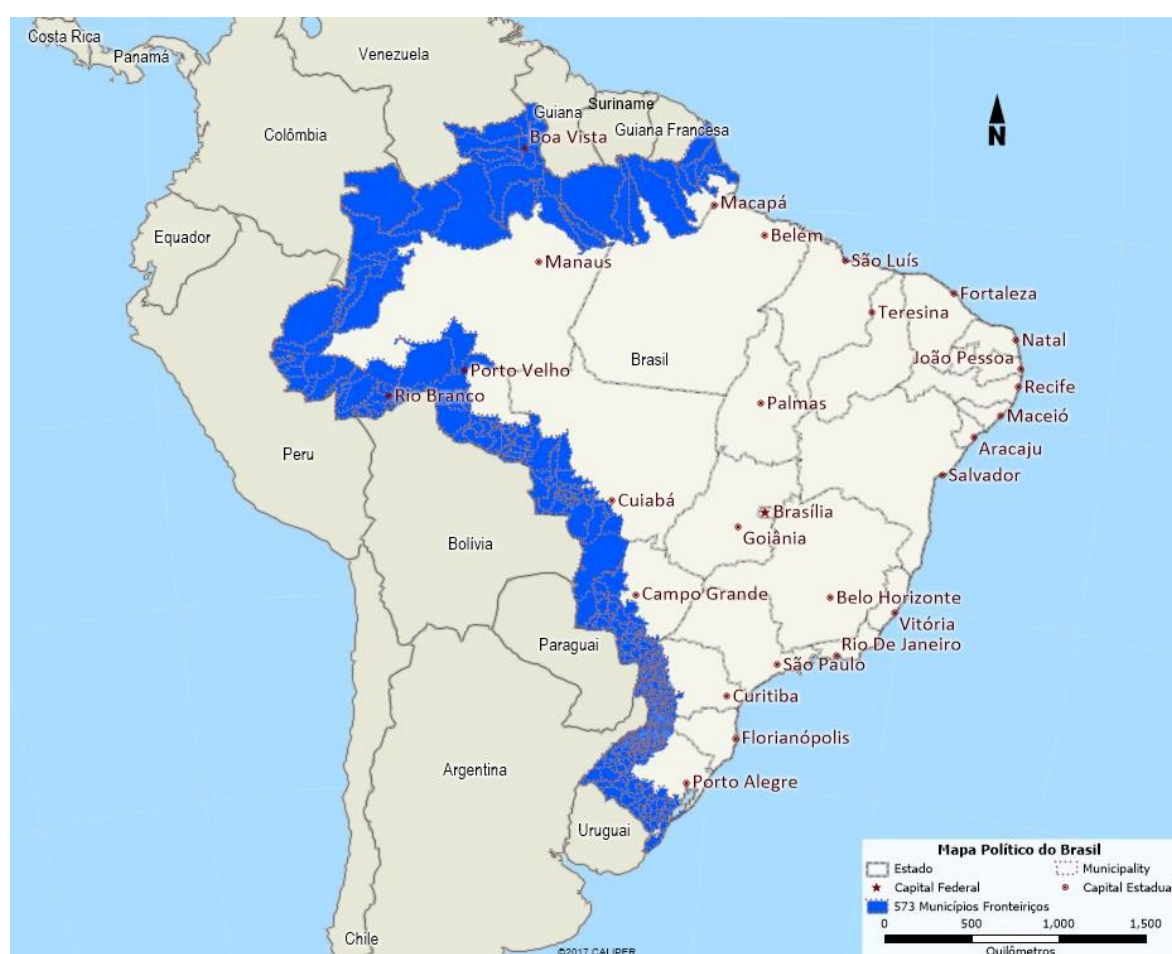 Costa Rica
Panamá
Venezuela
Colômbia
Guiana
Suriname
Guiana Francesa
Boa Vista
N
Equador
Macapá
Belém
Manaus
São Luís
Fortaleza
Teresina
Natal
Brasil
João Pessoa
Porto Velho
Recife
Rio Branco
Palmas
Maceió
Aracaju
Peru
Salvador
Cuiabá
Brasília
Goiânia
Bolívia
Campo Grande
Belo Horizonte
Vitória
Paraguai
Rio De Janeiro
São Paulo
Curitiba
Florianópolis
Argentina
Porto Alegre
Uruguai
Chile
Mapa Político do Brasil
Estado
Municipality
Capital Federal
Capital Estadua
573 Municípios Fronteiriços
0 500 1,000 1,500
Quilômetros
©2017 CALIPER